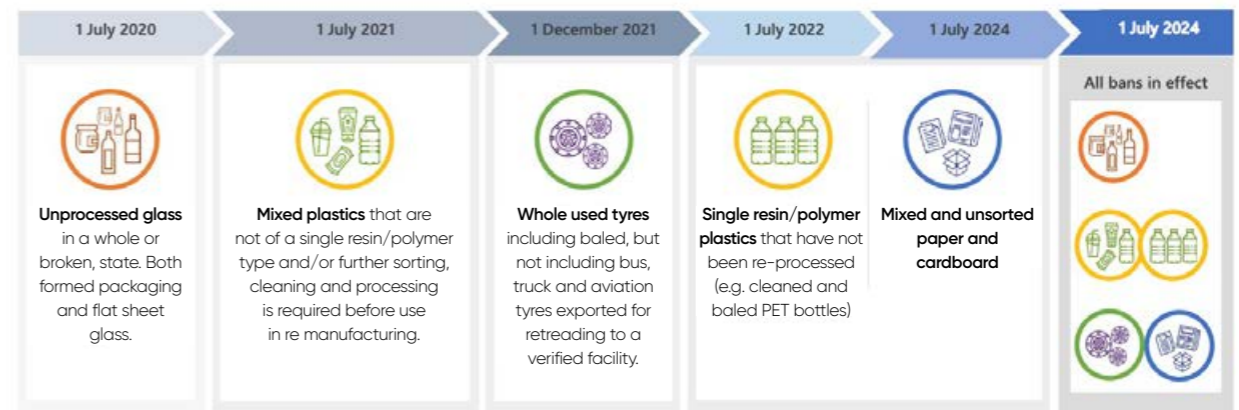 1 July 2020
1 July 2021
1 December 2021
1 July 2022
1 July 2024
1 July 2024
Unprocessed glass
in a whole or
broken, state. Both
formed packaging
and flat sheet
glass.
Mixed plastics that are
not of a single resin/polymer
type and/or further sorting,
cleaning and processing
is required before use
in re manufacturing.
Whole used tyres
including baled, but
not including bus,
truck and aviation
tyres exported for
retreading to a
verified facility.
Single resin/polymer
plastics that have not
been re-processed
(e.g. cleaned and
baled PET bottles)
Mixed and unsorted
paper and
cardboard
All bans in effect